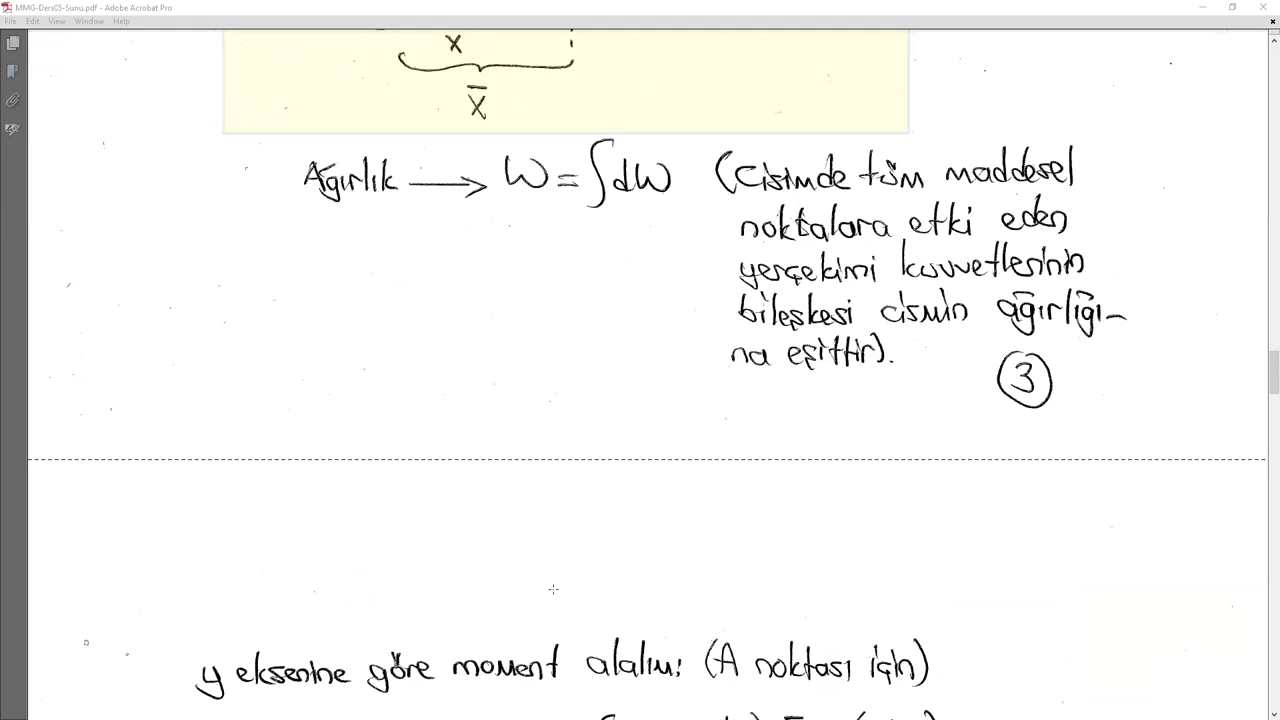 MMG-Ders05-Sunu.pdf - Adobe Acrobat Pro
File Edit View Window Help
x
x̄
Ağırlık → W = ∫dW (Cisimde tüm maddesel
noktalara etki eden
yerçekimi kuvvetlerinin
bileşkesi cismin ağırlığı-
na eşittir).
3
y eksenine göre moment alalım: (A noktası için)